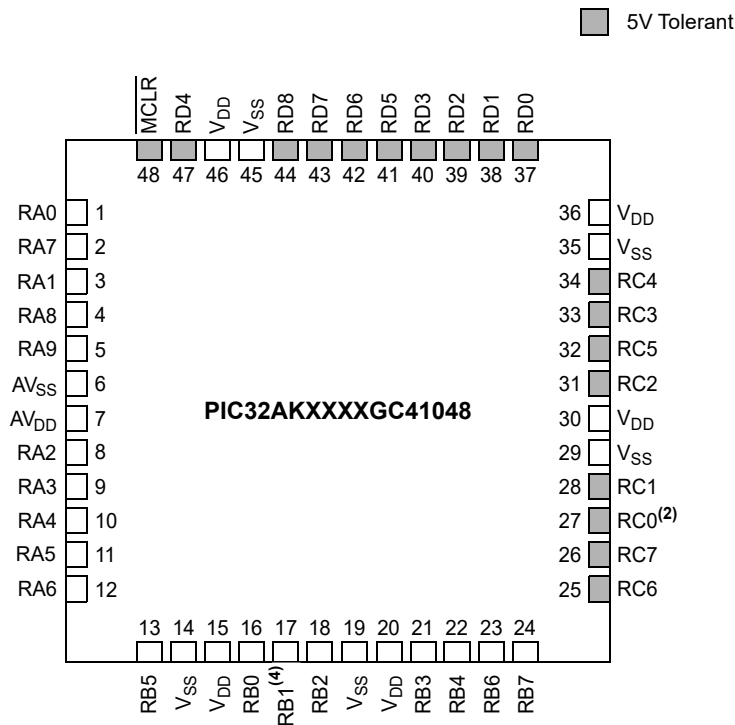 5V Tolerant
MCLR RD4 VDD VSS RD8 RD7 RD6 RD5 RD3 RD2 RD1 RD0
48 47 46 45 44 43 42 41 40 39 38 37
RA0 1
RA7 2
RA1 3
RA8 4
RA9 5
AVSS 6
AVDD 7
RA2 8
RA3 9
RA4 10
RA5 11
RA6 12
PIC32AKXXXXGC41048
36 VDD
35 VSS
34 RC4
33 RC3
32 RC5
31 RC2
30 VDD
29 VSS
28 RC1
27 RC0(2)
26 RC7
25 RC6
13 14 15 16 17 18 19 20 21 22 23 24
RB5 VSS VDD RB0 RB1(4) RB2 VSS VDD RB3 RB4 RB6 RB7